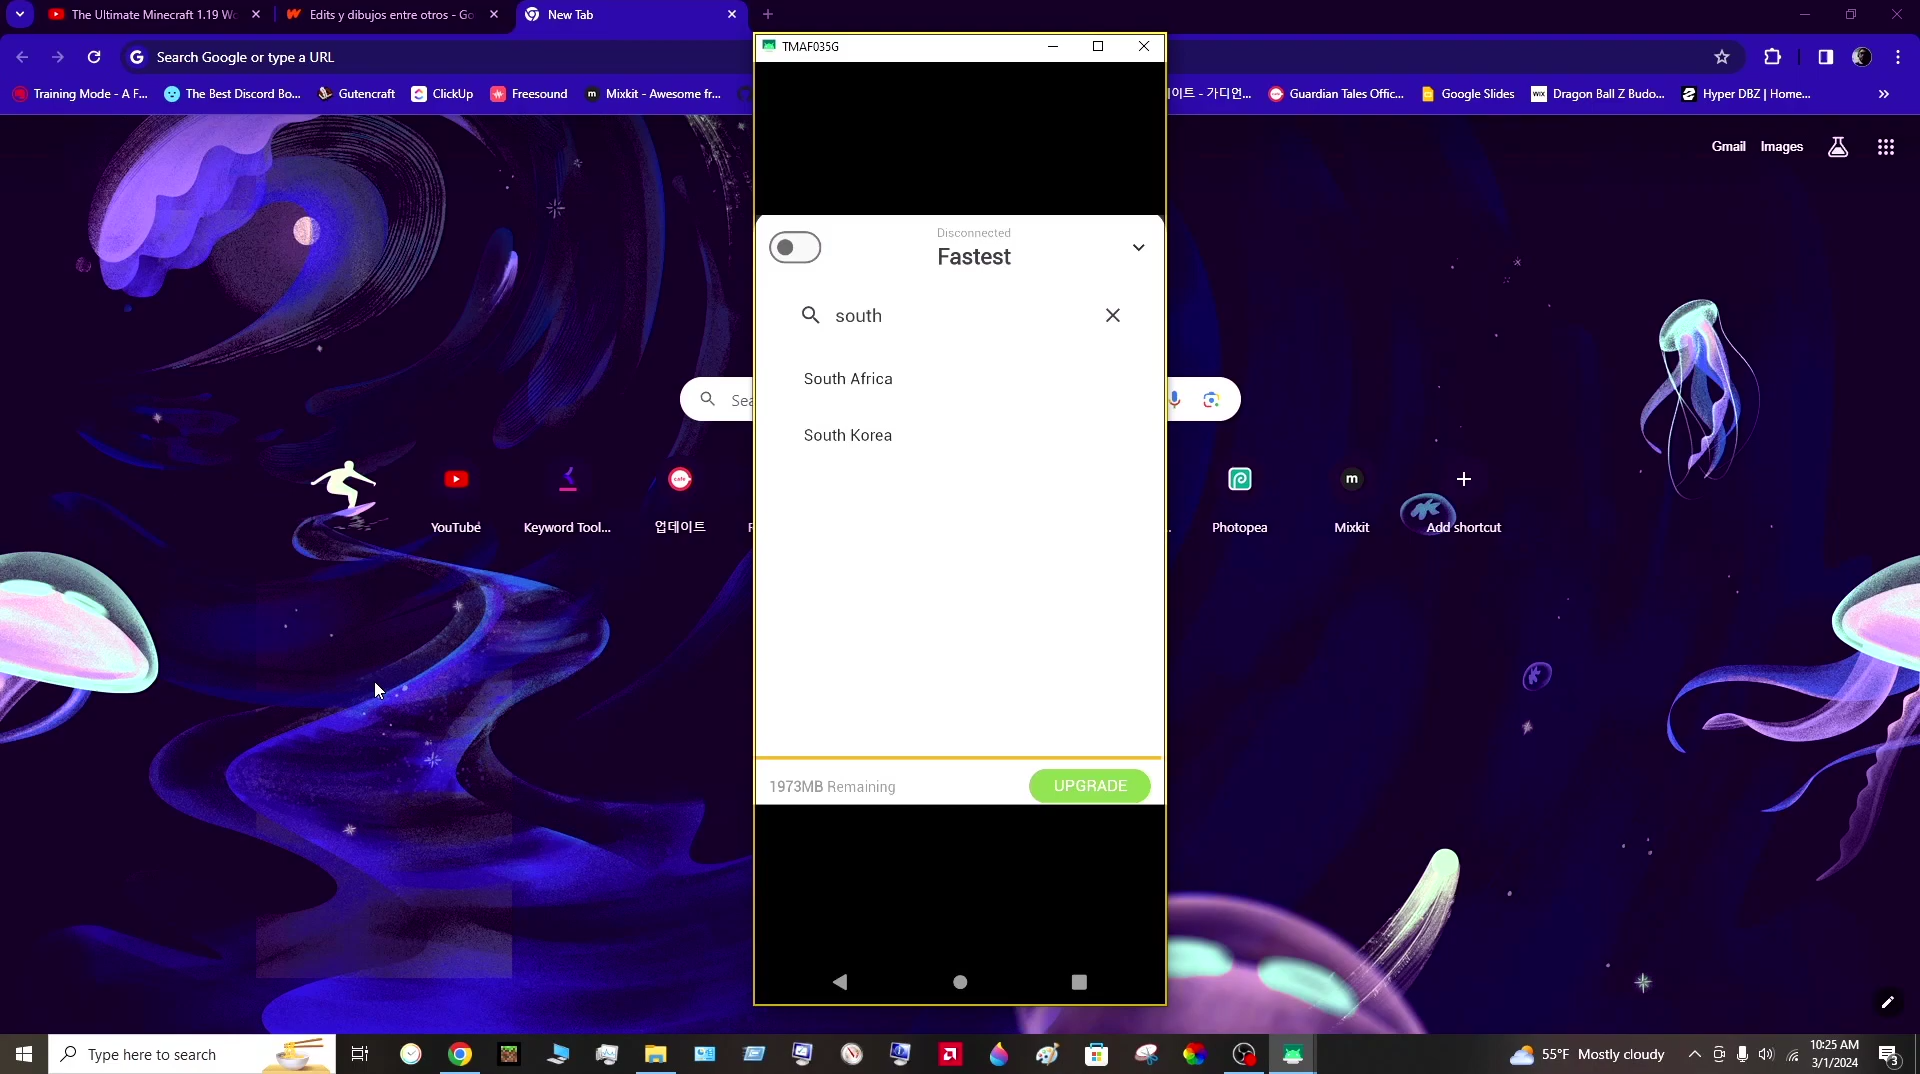 The Ultimate Minecraft 1.19 Wo
Edits y dibujos entre otros - Go
New Tab
TMAF035G
Search Google or type a URL
Training Mode - A F...
The Best Discord Bo...
Gutencraft
ClickUp
Freesound
Mixkit - Awesome fr...
이트 - 가디언...
Guardian Tales Offic...
Google Slides
Dragon Ball Z Budo...
Hyper DBZ | Home...
Gmail
Images
Disconnected
Fastest
south
South Africa
South Korea
Sea
YouTube
Keyword Tool...
cafe
업데이트
Photopea
m
Mixkit
Add shortcut
1973MB Remaining
UPGRADE
Type here to search
55°F Mostly cloudy
10:25 AM
3/1/2024
3